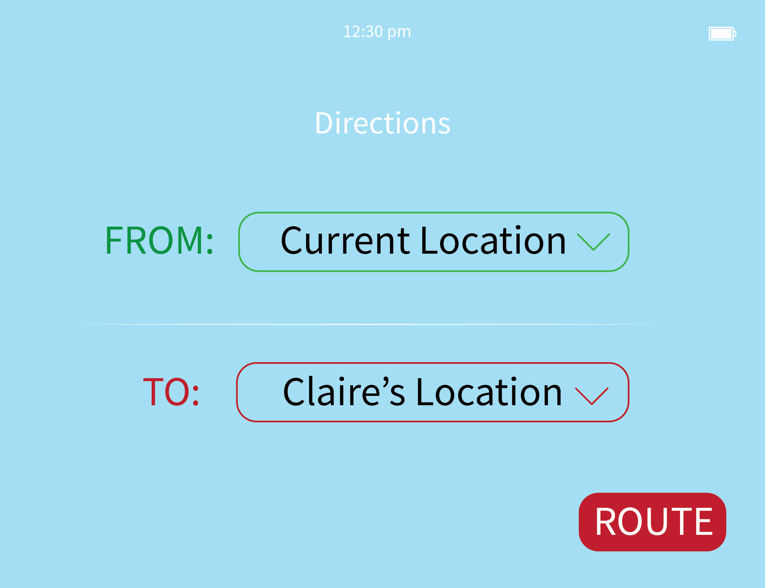 12:30 pm
Directions
FROM: Current Location
TO: Claire’s Location
ROUTE